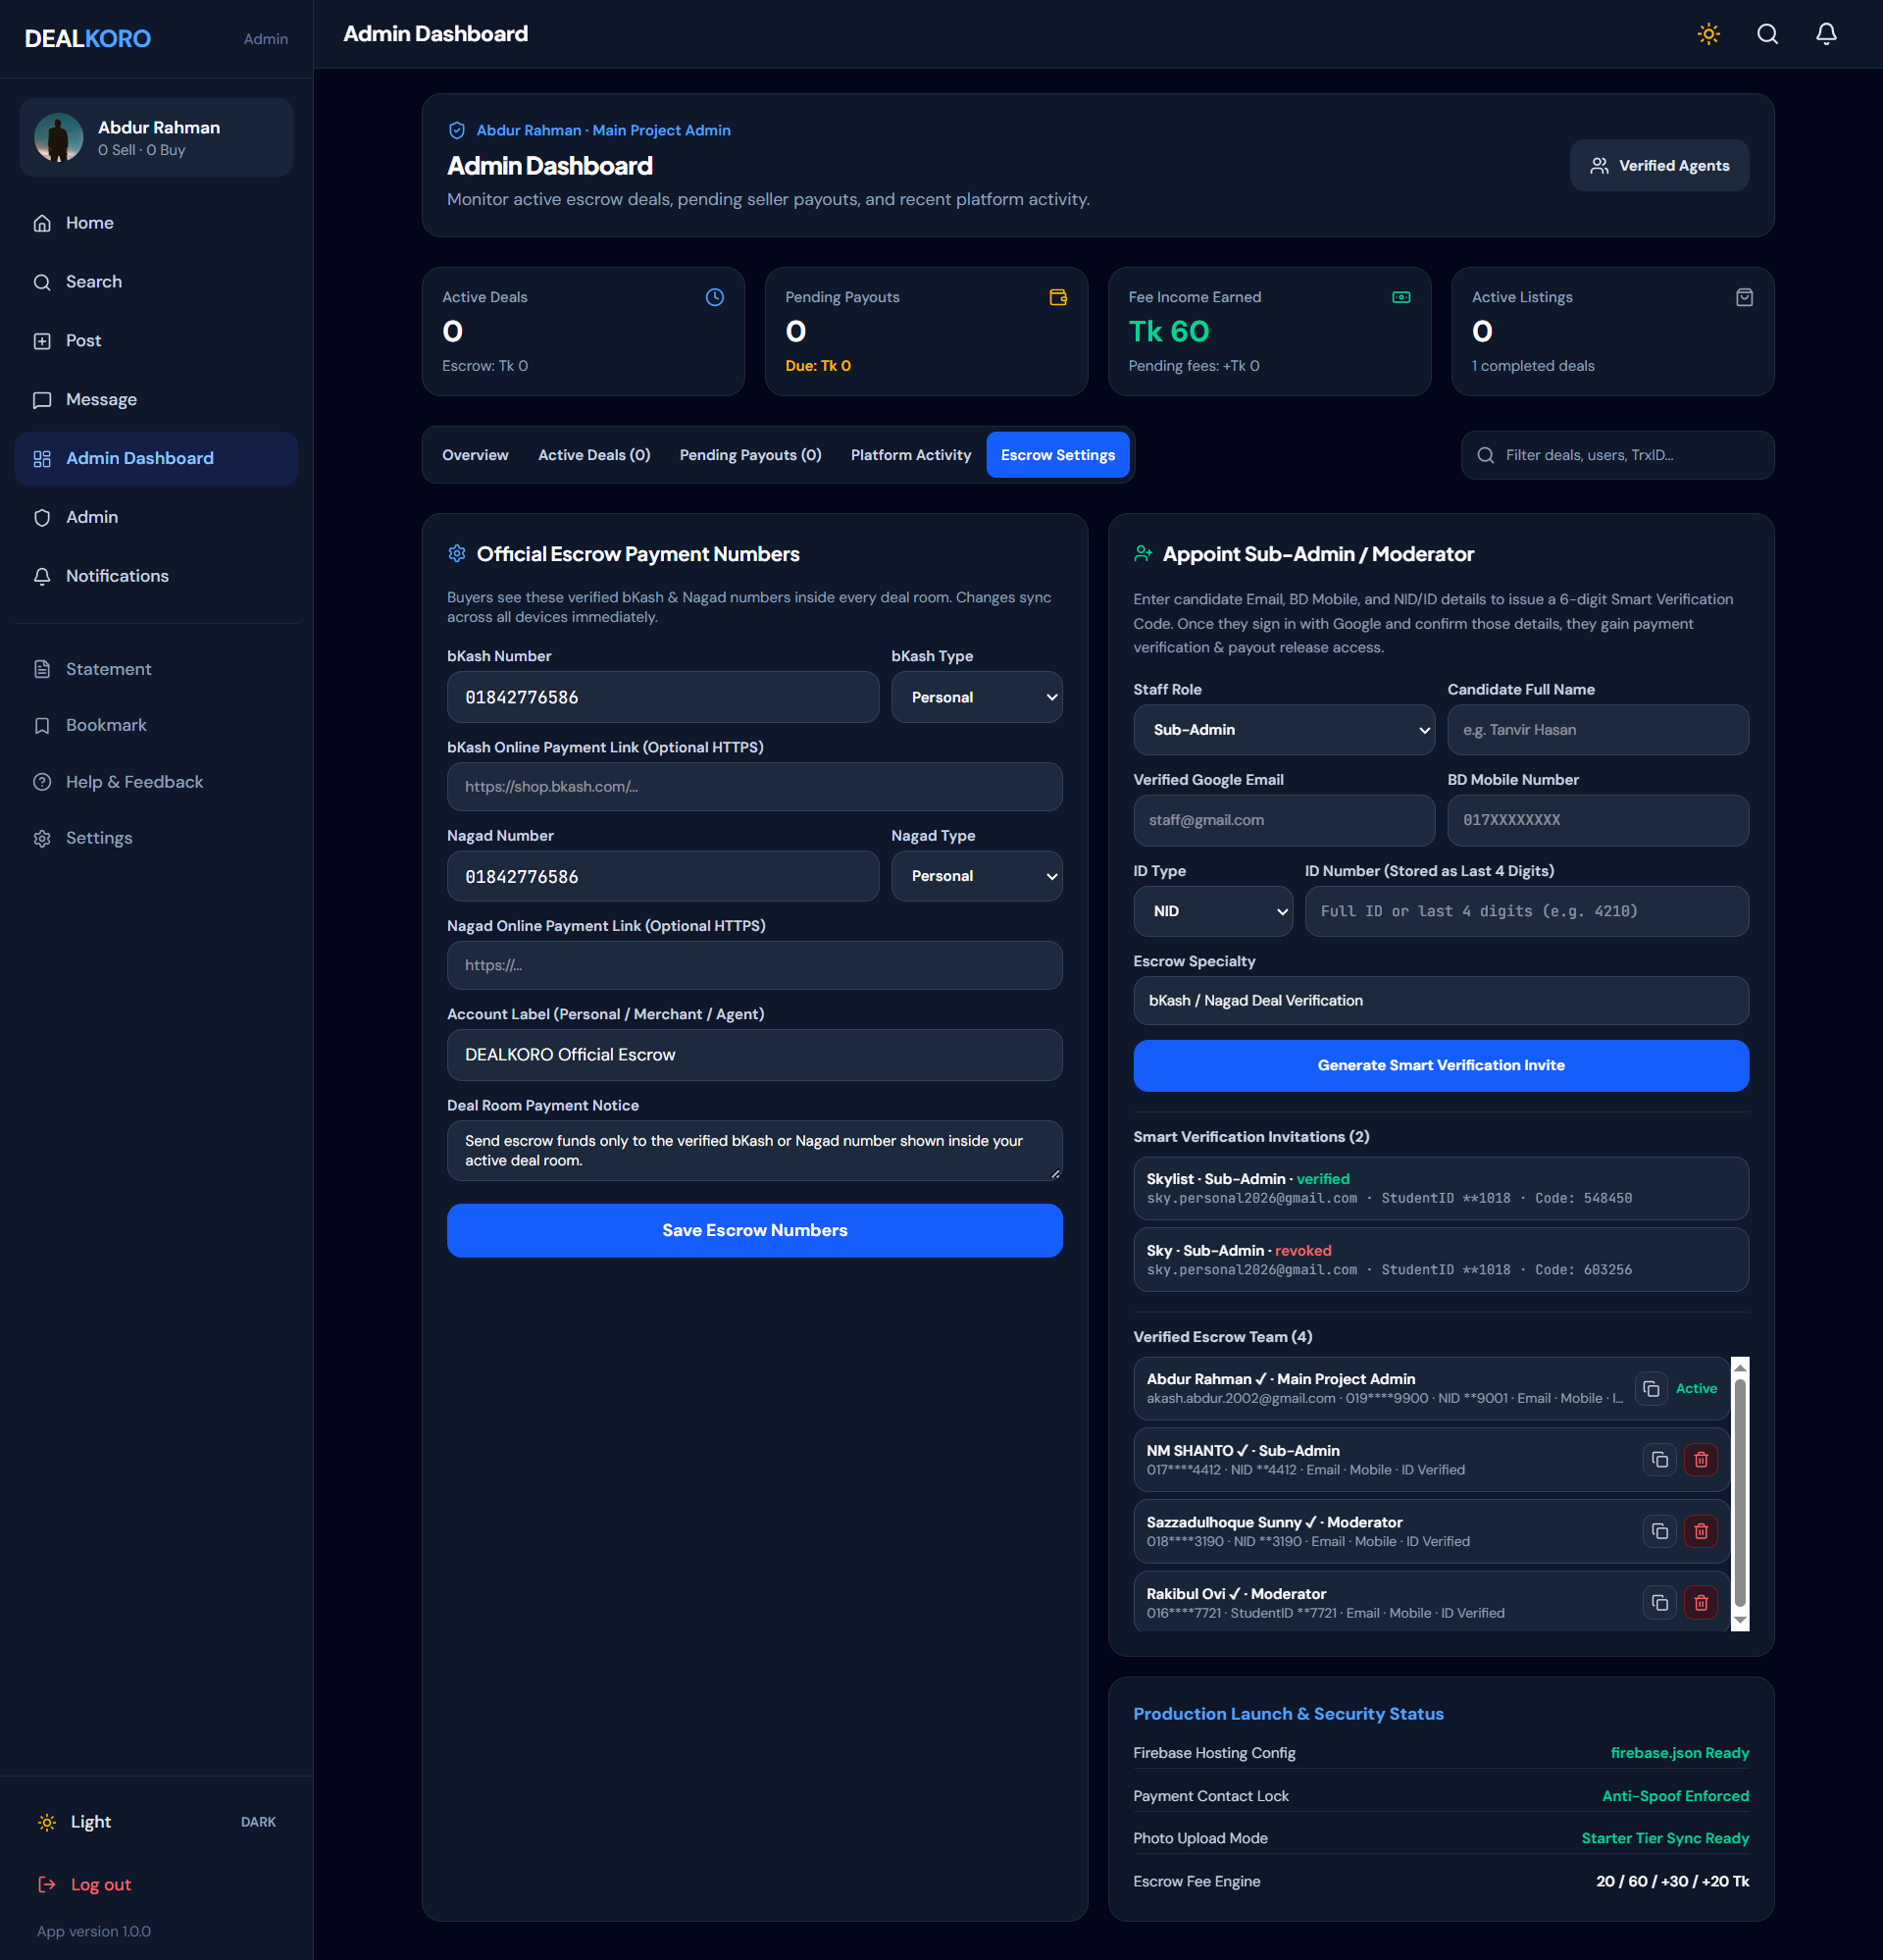 DEALKORO
Admin
Abdur Rahman
0 Sell · 0 Buy
Home
Search
Post
Message
Admin Dashboard
Admin
Notifications
Statement
Bookmark
Help & Feedback
Settings
Light
DARK
Log out
App version 1.0.0
Admin Dashboard
Abdur Rahman · Main Project Admin
Admin Dashboard
Monitor active escrow deals, pending seller payouts, and recent platform activity.
Verified Agents
Active Deals
0
Escrow: Tk 0
Pending Payouts
0
Due: Tk 0
Fee Income Earned
Tk 60
Pending fees: +Tk 0
Active Listings
0
1 completed deals
Overview
Active Deals (0)
Pending Payouts (0)
Platform Activity
Escrow Settings
Filter deals, users, TrxID...
Official Escrow Payment Numbers
Buyers see these verified bKash & Nagad numbers inside every deal room. Changes sync
across all devices immediately.
bKash Number
bKash Type
01842776586
Personal
bKash Online Payment Link (Optional HTTPS)
https://shop.bkash.com/...
Nagad Number
Nagad Type
01842776586
Personal
Nagad Online Payment Link (Optional HTTPS)
https://...
Account Label (Personal / Merchant / Agent)
DEALKORO Official Escrow
Deal Room Payment Notice
Send escrow funds only to the verified bKash or Nagad number shown inside your
active deal room.
Save Escrow Numbers
Appoint Sub-Admin / Moderator
Enter candidate Email, BD Mobile, and NID/ID details to issue a 6-digit Smart Verification
Code. Once they sign in with Google and confirm those details, they gain payment
verification & payout release access.
Staff Role
Candidate Full Name
Sub-Admin
e.g. Tanvir Hasan
Verified Google Email
BD Mobile Number
staff@gmail.com
017XXXXXXXX
ID Type
ID Number (Stored as Last 4 Digits)
NID
Full ID or last 4 digits (e.g. 4210)
Escrow Specialty
bKash / Nagad Deal Verification
Generate Smart Verification Invite
Smart Verification Invitations (2)
Skylist · Sub-Admin · verified
sky.personal2026@gmail.com · StudentID **1018 · Code: 548450
Sky · Sub-Admin · revoked
sky.personal2026@gmail.com · StudentID **1018 · Code: 603256
Verified Escrow Team (4)
Abdur Rahman ✓ · Main Project Admin
akash.abdur.2002@gmail.com · 019****9900 · NID **9001 · Email · Mobile · I...
Active
NM SHANTO ✓ · Sub-Admin
017****4412 · NID **4412 · Email · Mobile · ID Verified
Sazzadulhoque Sunny ✓ · Moderator
018****3190 · NID **3190 · Email · Mobile · ID Verified
Rakibul Ovi ✓ · Moderator
016****7721 · StudentID **7721 · Email · Mobile · ID Verified
Production Launch & Security Status
Firebase Hosting Config
firebase.json Ready
Payment Contact Lock
Anti-Spoof Enforced
Photo Upload Mode
Starter Tier Sync Ready
Escrow Fee Engine
20 / 60 / +30 / +20 Tk